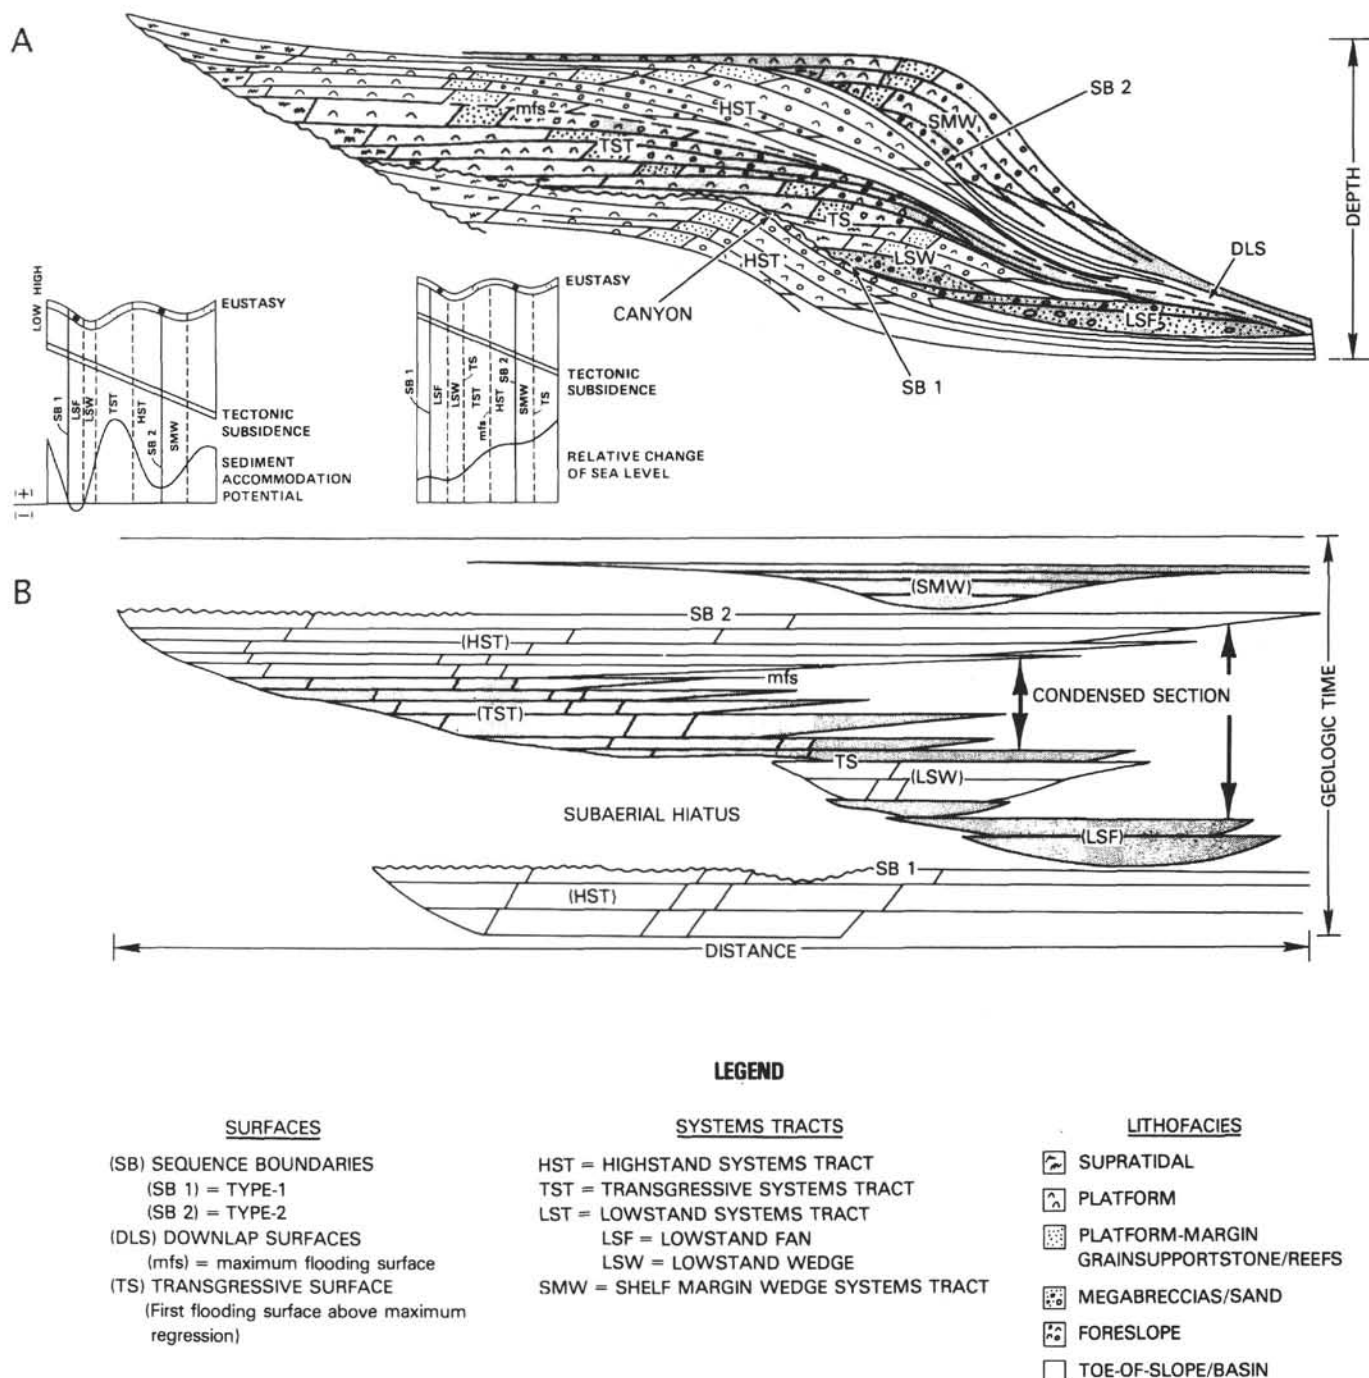 A
SB 2
HST
SMW
mfs
TST
DEPTH
TS
DLS
LSW
HST
CANYON
LSF
SB 1
LOW HIGH
EUSTASY
SB 1
LSF
LSW
TST
HST
SB 2
SMW
TECTONIC
SUBSIDENCE
SEDIMENT
ACCOMMODATION
POTENTIAL
(+)
(-)
EUSTASY
SB 1
LSF
LSW
TS
TST
mfs
HST
SB 2
SMW
TS
TECTONIC
SUBSIDENCE
RELATIVE CHANGE
OF SEA LEVEL
B
(SMW)
SB 2
(HST)
mfs
CONDENSED SECTION
(TST)
TS
(LSW)
SUBAERIAL HIATUS
(LSF)
SB 1
(HST)
GEOLOGIC TIME
DISTANCE
LEGEND
SURFACES
(SB) SEQUENCE BOUNDARIES
(SB 1) = TYPE-1
(SB 2) = TYPE-2
(DLS) DOWNLAP SURFACES
(mfs) = maximum flooding surface
(TS) TRANSGRESSIVE SURFACE
(First flooding surface above maximum
regression)
SYSTEMS TRACTS
HST = HIGHSTAND SYSTEMS TRACT
TST = TRANSGRESSIVE SYSTEMS TRACT
LST = LOWSTAND SYSTEMS TRACT
LSF = LOWSTAND FAN
LSW = LOWSTAND WEDGE
SMW = SHELF MARGIN WEDGE SYSTEMS TRACT
LITHOFACIES
SUPRATIDAL
PLATFORM
PLATFORM-MARGIN
GRAINSUPPORTSTONE/REEFS
MEGABRECCIAS/SAND
FORESLOPE
TOE-OF-SLOPE/BASIN